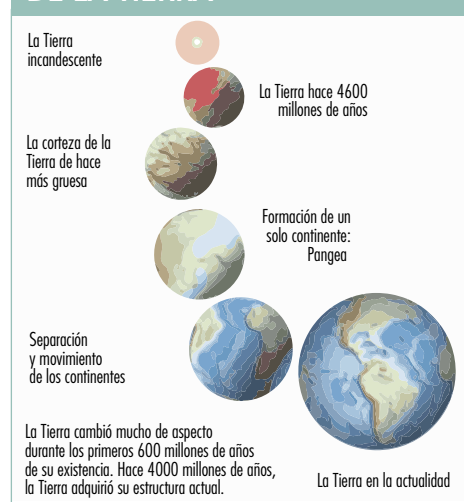 La Tierra
incandescente
La Tierra hace 4600
millones de años
La corteza de la
Tierra de hace
más gruesa
Formación de un
solo continente:
Pangea
Separación
y movimiento
de los continentes
La Tierra cambió mucho de aspecto
durante los primeros 600 millones de años
de su existencia. Hace 4000 millones de años,
la Tierra adquirió su estructura actual.
La Tierra en la actualidad